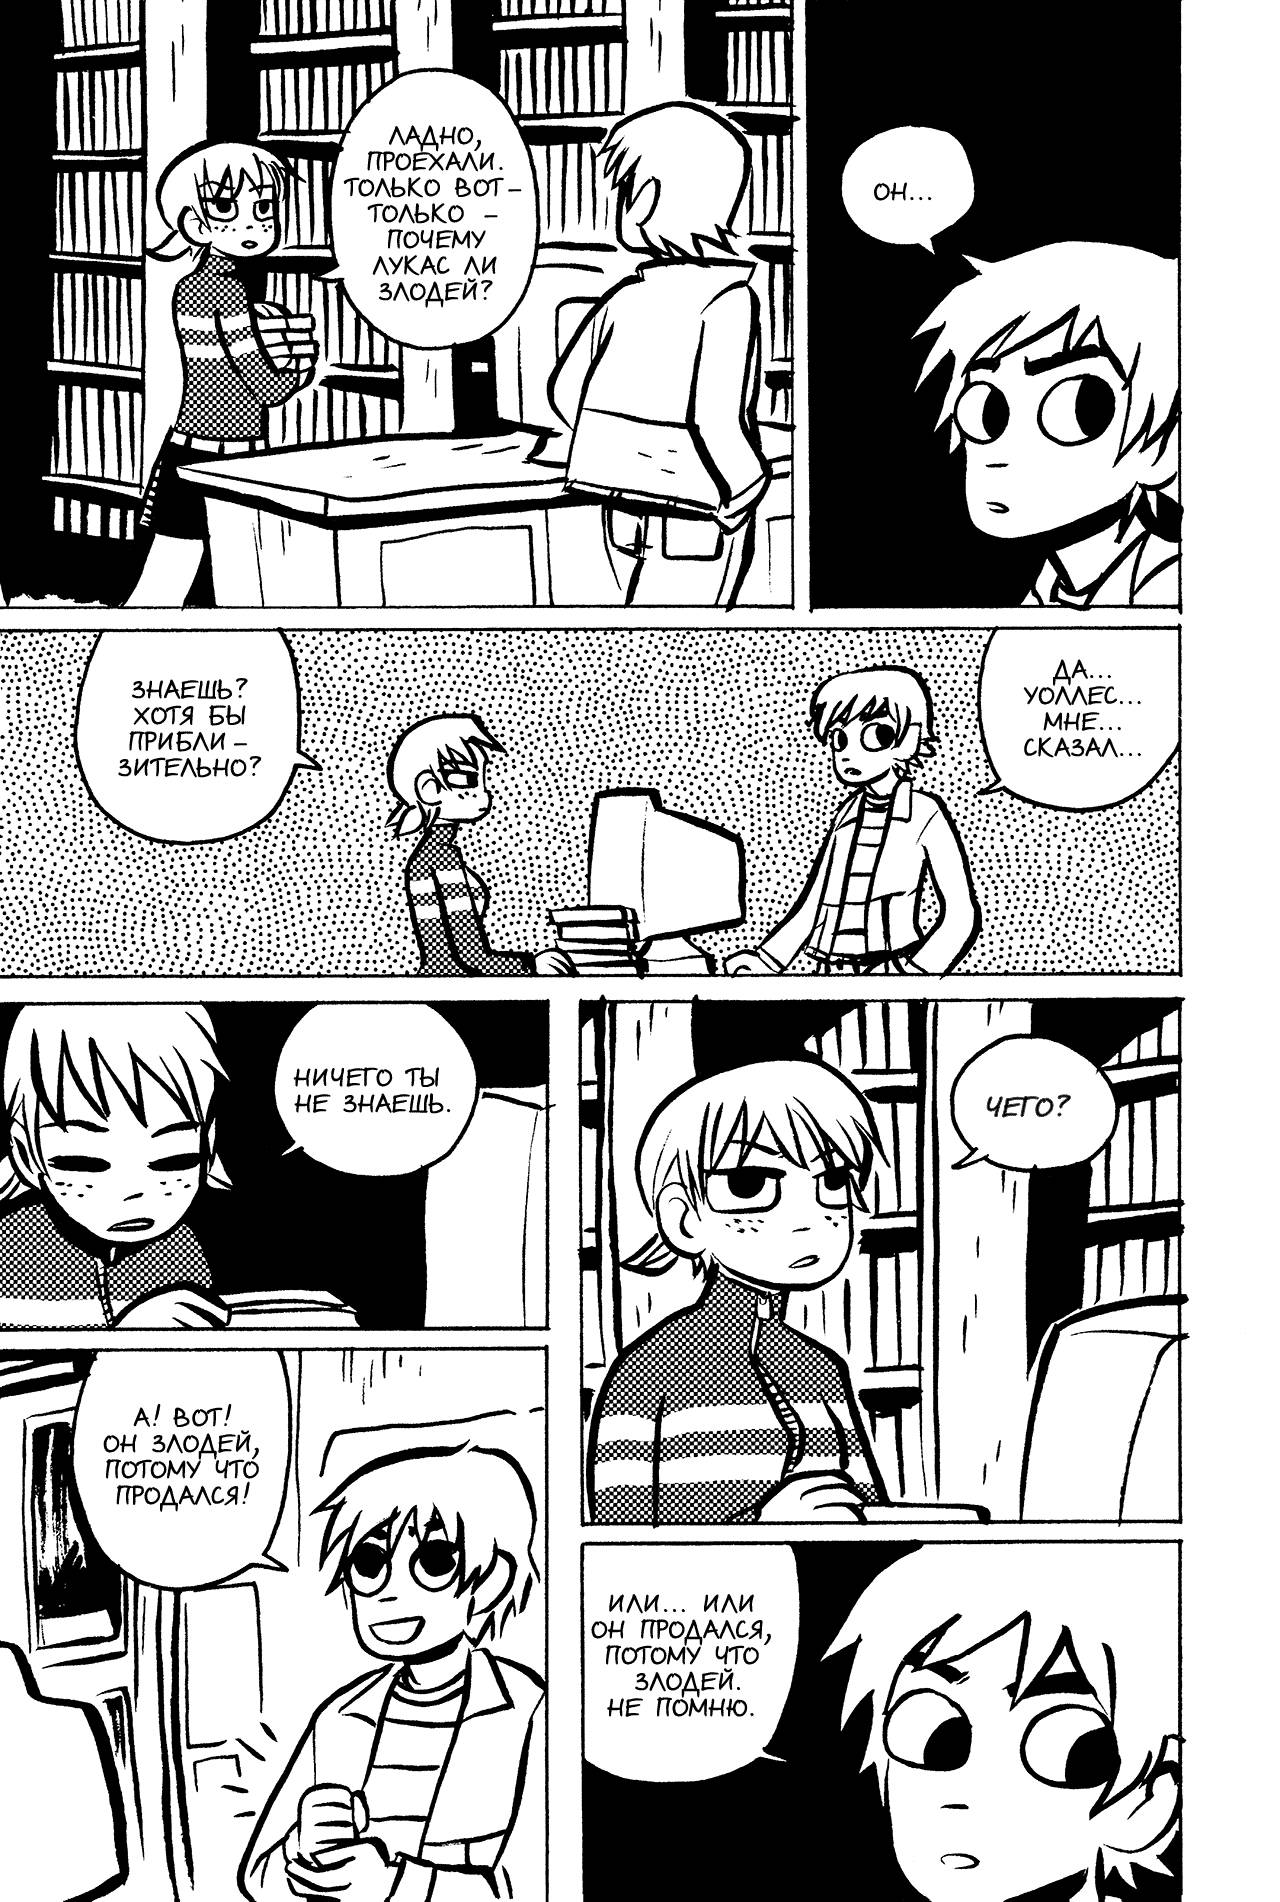 ЛАДНО,
ПРОЕХАЛИ.
ТОЛЬКО ВОТ–
ТОЛЬКО –
ПОЧЕМУ
ЛУКАС ЛИ
ЗЛОДЕЙ?
ОН...
ЗНАЕШЬ?
ХОТЯ БЫ
ПРИБЛИ –
ЗИТЕЛЬНО?
ДА...
УОЛЛЕС...
МНЕ...
СКАЗАЛ...
НИЧЕГО ТЫ
НЕ ЗНАЕШЬ.
ЧЕГО?
А! ВОТ!
ОН ЗЛОДЕЙ,
ПОТОМУ ЧТО
ПРОДАЛСЯ!
ИЛИ... ИЛИ
ОН ПРОДАЛСЯ,
ПОТОМУ ЧТО
ЗЛОДЕЙ.
НЕ ПОМНЮ.